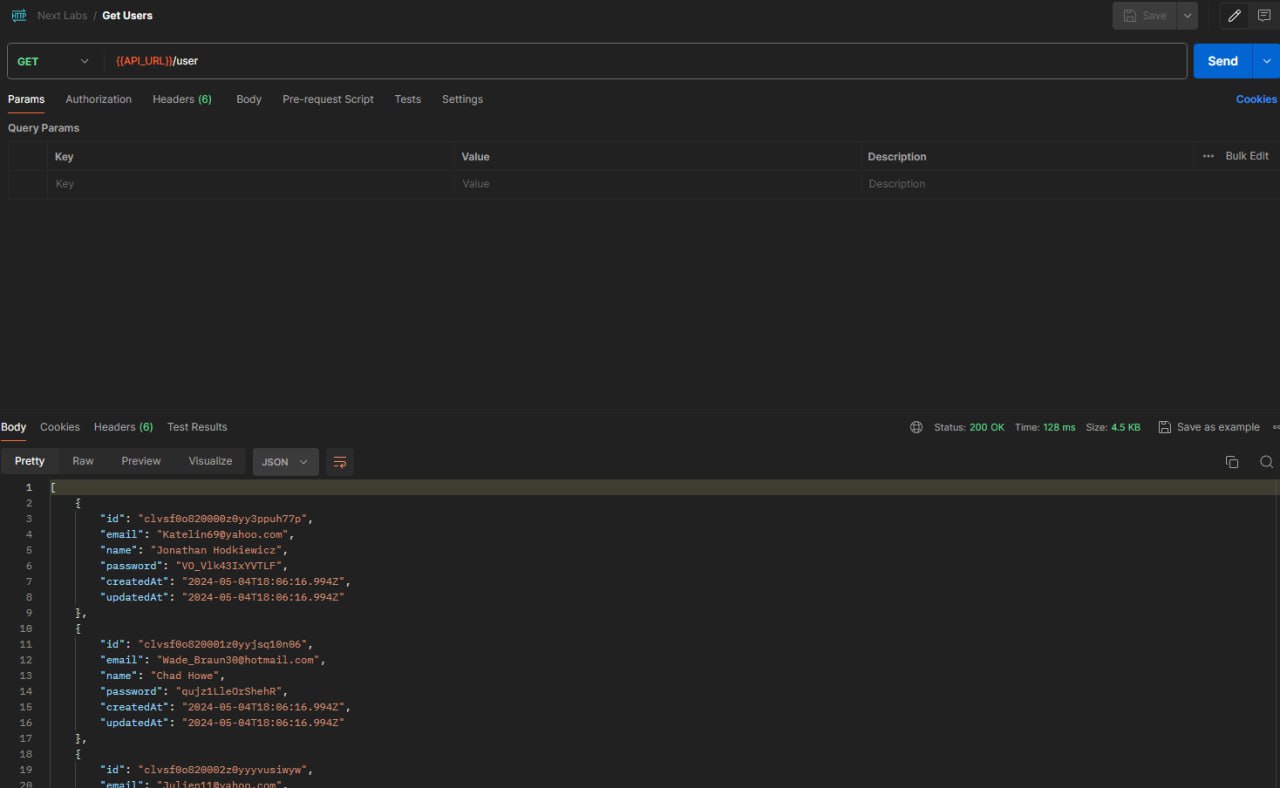 HTTP Next Labs / Get Users Save
GET {{API_URL}}/user Send
Params Authorization Headers (6) Body Pre-request Script Tests Settings Cookies
Query Params
Key Value Description ••• Bulk Edit
Key Value Description
Body Cookies Headers (6) Test Results Status: 200 OK Time: 128 ms Size: 4.5 KB Save as example
Pretty Raw Preview Visualize JSON
1 [
2 {
3 "id": "clvsf0o820000z0yy3ppuh77p",
4 "email": "Katelin69@yahoo.com",
5 "name": "Jonathan Hodkiewicz",
6 "password": "VO_Vlk43IxYVTLF",
7 "createdAt": "2024-05-04T18:06:16.994Z",
8 "updatedAt": "2024-05-04T18:06:16.994Z"
9 },
10 {
11 "id": "clvsf0o820001z0yyjsq10n06",
12 "email": "Wade_Braun30@hotmail.com",
13 "name": "Chad Howe",
14 "password": "qujz1LleOrShehR",
15 "createdAt": "2024-05-04T18:06:16.994Z",
16 "updatedAt": "2024-05-04T18:06:16.994Z"
17 },
18 {
19 "id": "clvsf0o820002z0yyyvusiwyw",
20 "email": "Julien11@yahoo.com",